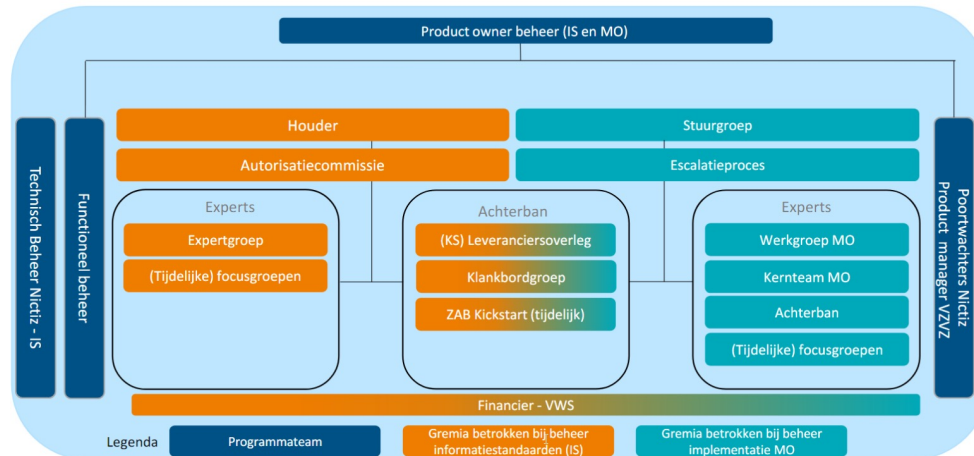 Product owner beheer (IS en MO)
Technisch Beheer Nictiz - IS
Functioneel beheer
Houder
Stuurgroep
Autorisatiecommissie
Escalatieproces
Experts
Expertgroep
(Tijdelijke) focusgroepen
Achterban
(KS) Leveranciersoverleg
Klankbordgroep
ZAB Kickstart (tijdelijk)
Experts
Werkgroep MO
Kernteam MO
Achterban
(Tijdelijke) focusgroepen
Poortwachters Nictiz
Product manager VZVZ
Financier - VWS
Legenda
Programmateam
Gremia betrokken bij beheer
informatiestandaarden (IS)
Gremia betrokken bij beheer
implementatie MO